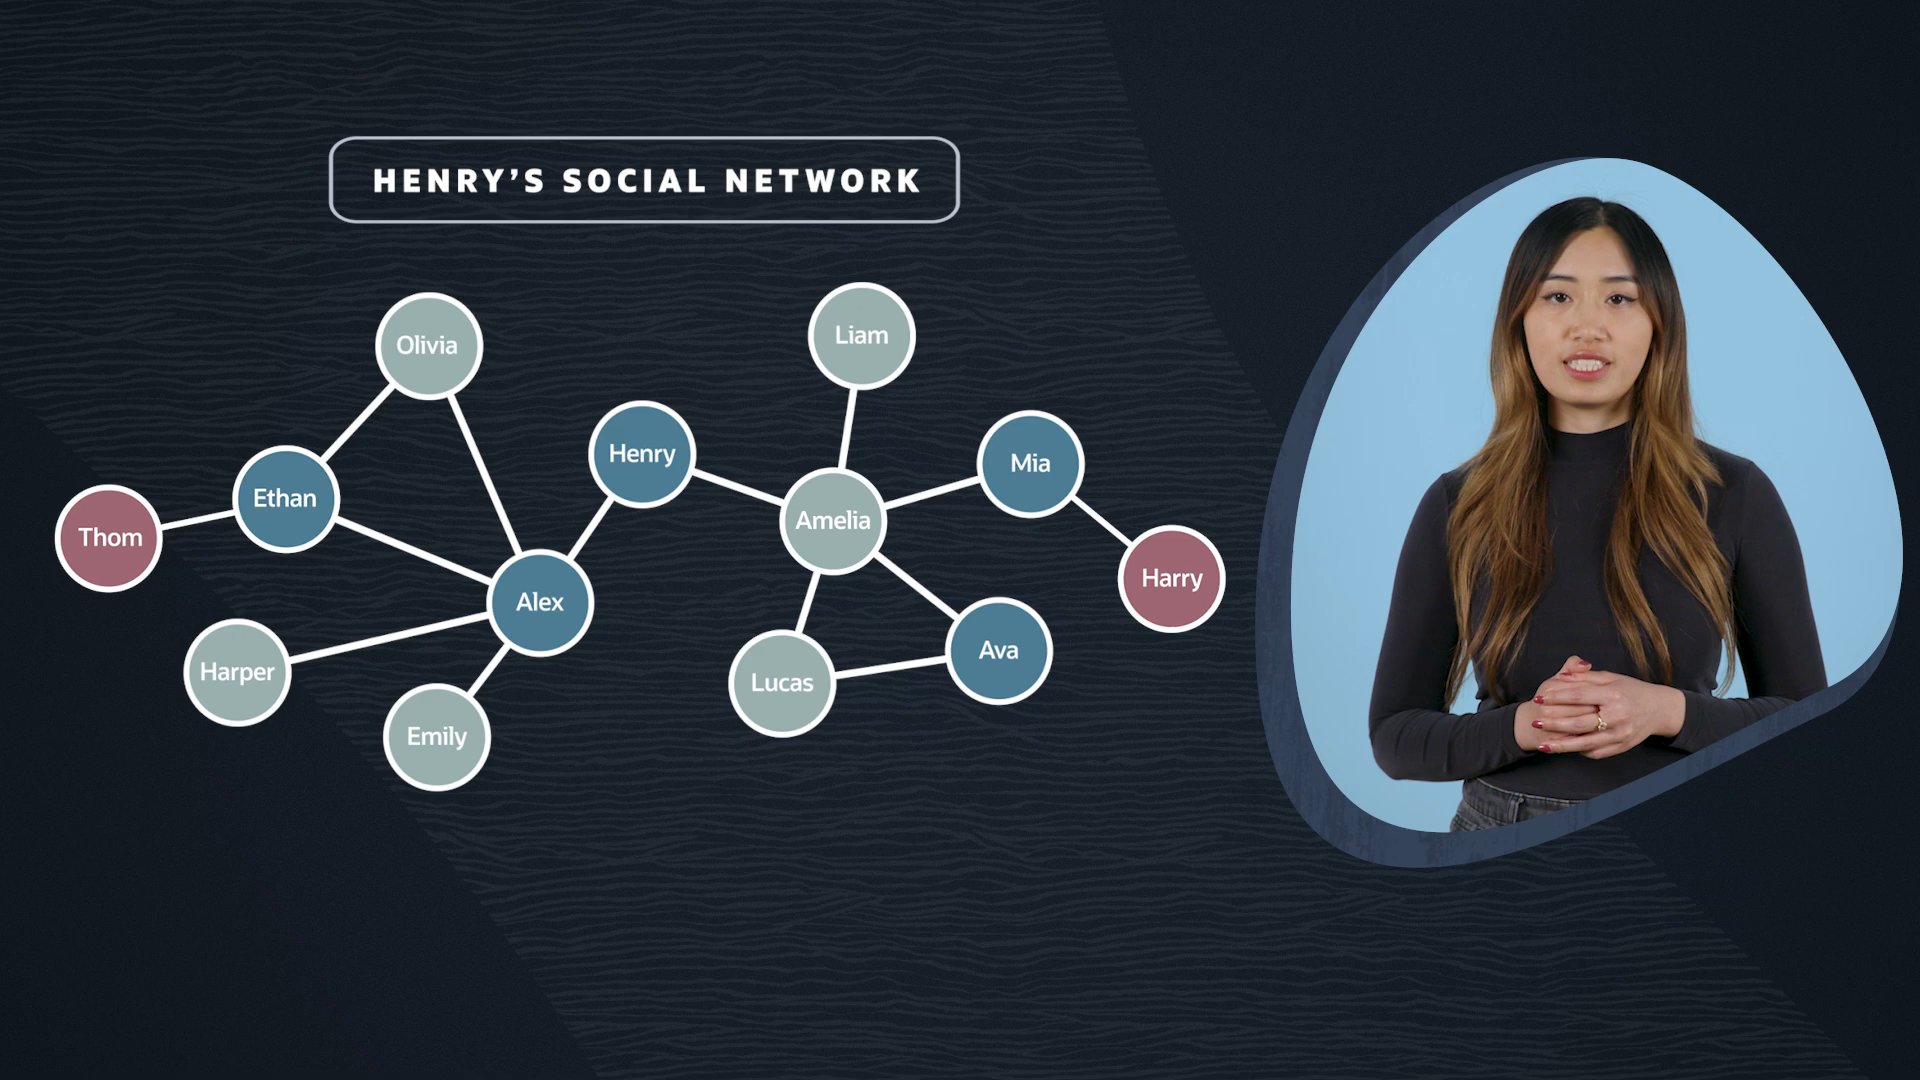 HENRY’S SOCIAL NETWORK
Olivia
Liam
Henry
Mia
Ethan
Amelia
Thom
Harry
Alex
Harper
Ava
Lucas
Emily